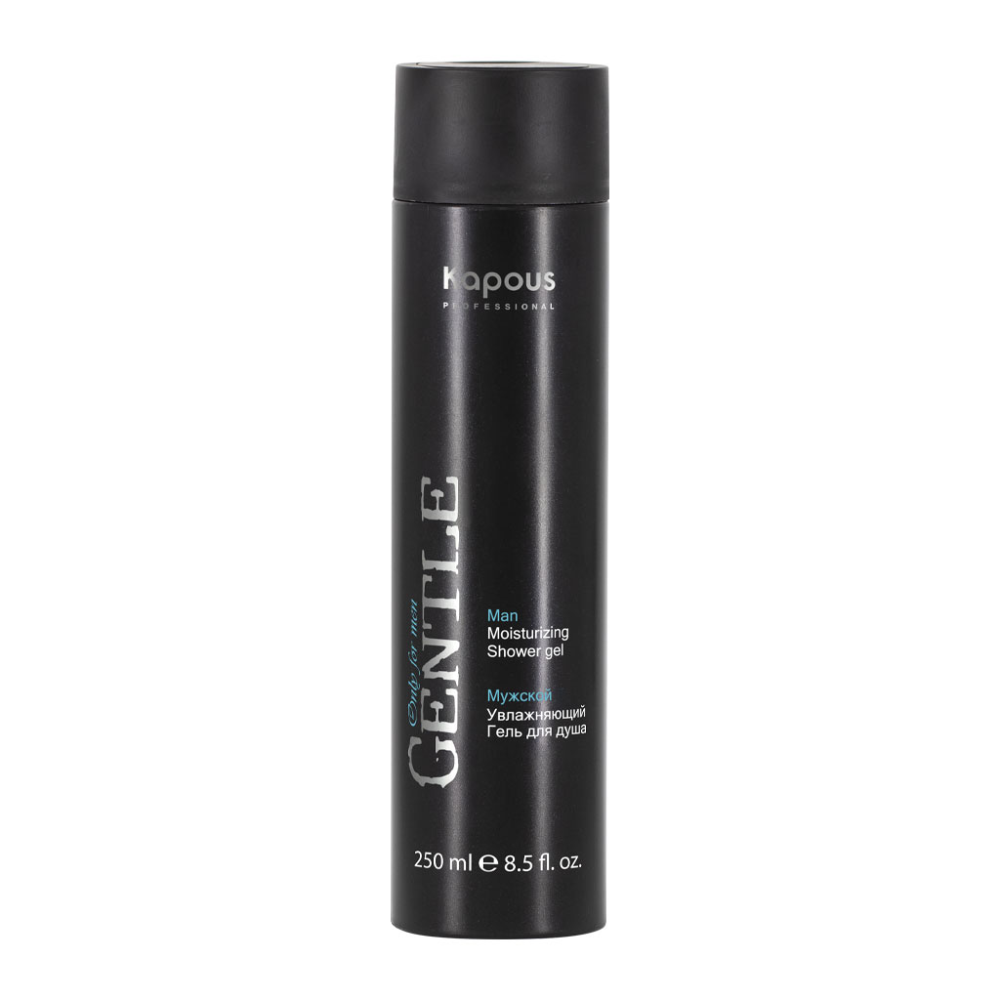 Kapous
PROFESSIONAL
Only for men
GENTLE
Man
Moisturizing
Shower gel
Мужской
Увлажняющий
Гель для душа
250 ml ℮ 8.5 fl. oz.